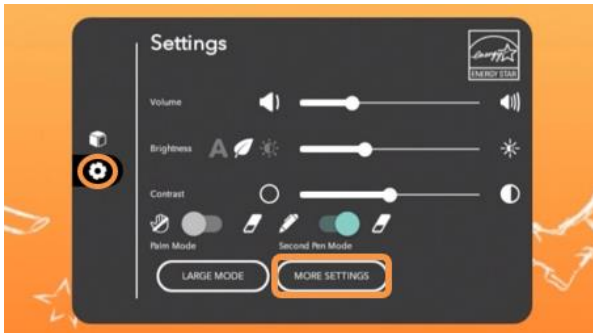 Settings
energy
ENERGY STAR
Volume
Brightness A
Contrast
Palm Mode
Second Pen Mode
LARGE MODE
MORE SETTINGS